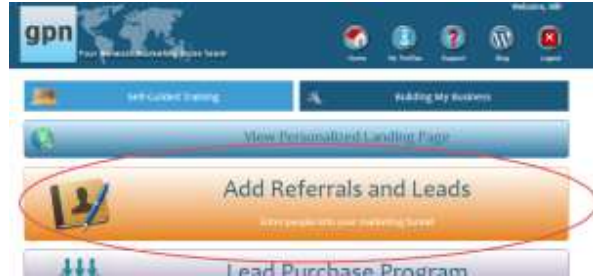 Welcome,
gpn
Your Network Marketing Home Team
Home
My Profile
Support
Blog
Logout
Self-Guided Training
Building My Business
View Personalized Landing Page
Add Referrals and Leads
Enter people into your marketing funnel
Lead Purchase Program